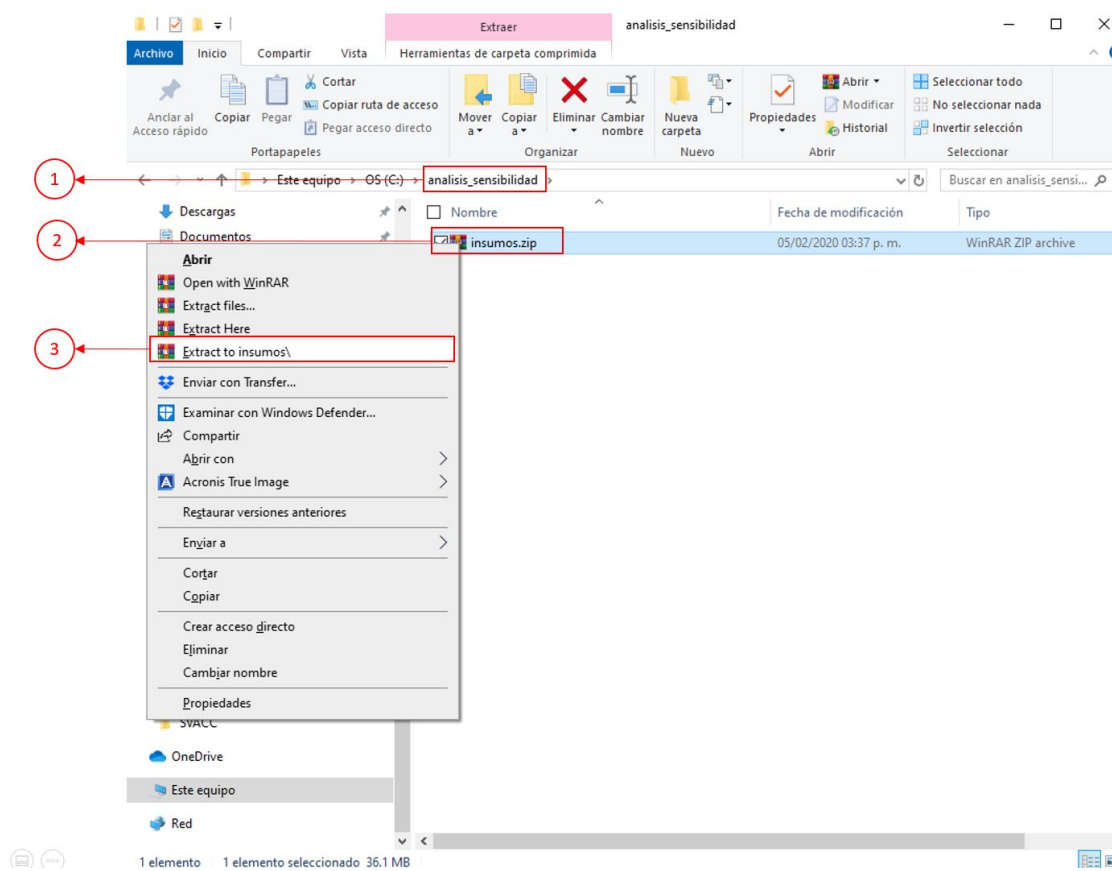 Extraer
analisis_sensibilidad
Archivo
Inicio
Compartir
Vista
Herramientas de carpeta comprimida
Anclar al
Acceso rápido
Copiar
Pegar
Cortar
Copiar ruta de acceso
Pegar acceso directo
Portapapeles
Mover
a
Copiar
a
Eliminar
Cambiar
nombre
Organizar
Nueva
carpeta
Nuevo
Propiedades
Abrir
Modificar
Historial
Abrir
Seleccionar todo
No seleccionar nada
Invertir selección
Seleccionar
1
Este equipo > OS (C:) > analisis_sensibilidad >
Buscar en analisis_sensi...
Descargas
Documentos
Nombre
Fecha de modificación
Tipo
2
insumos.zip
05/02/2020 03:37 p. m.
WinRAR ZIP archive
Abrir
Open with WinRAR
Extract files...
Extract Here
3
Extract to insumos\
Enviar con Transfer...
Examinar con Windows Defender...
Compartir
Abrir con
Acronis True Image
Restaurar versiones anteriores
Enviar a
Cortar
Copiar
Crear acceso directo
Eliminar
Cambiar nombre
Propiedades
SVACC
OneDrive
Este equipo
Red
1 elemento
1 elemento seleccionado 36.1 MB